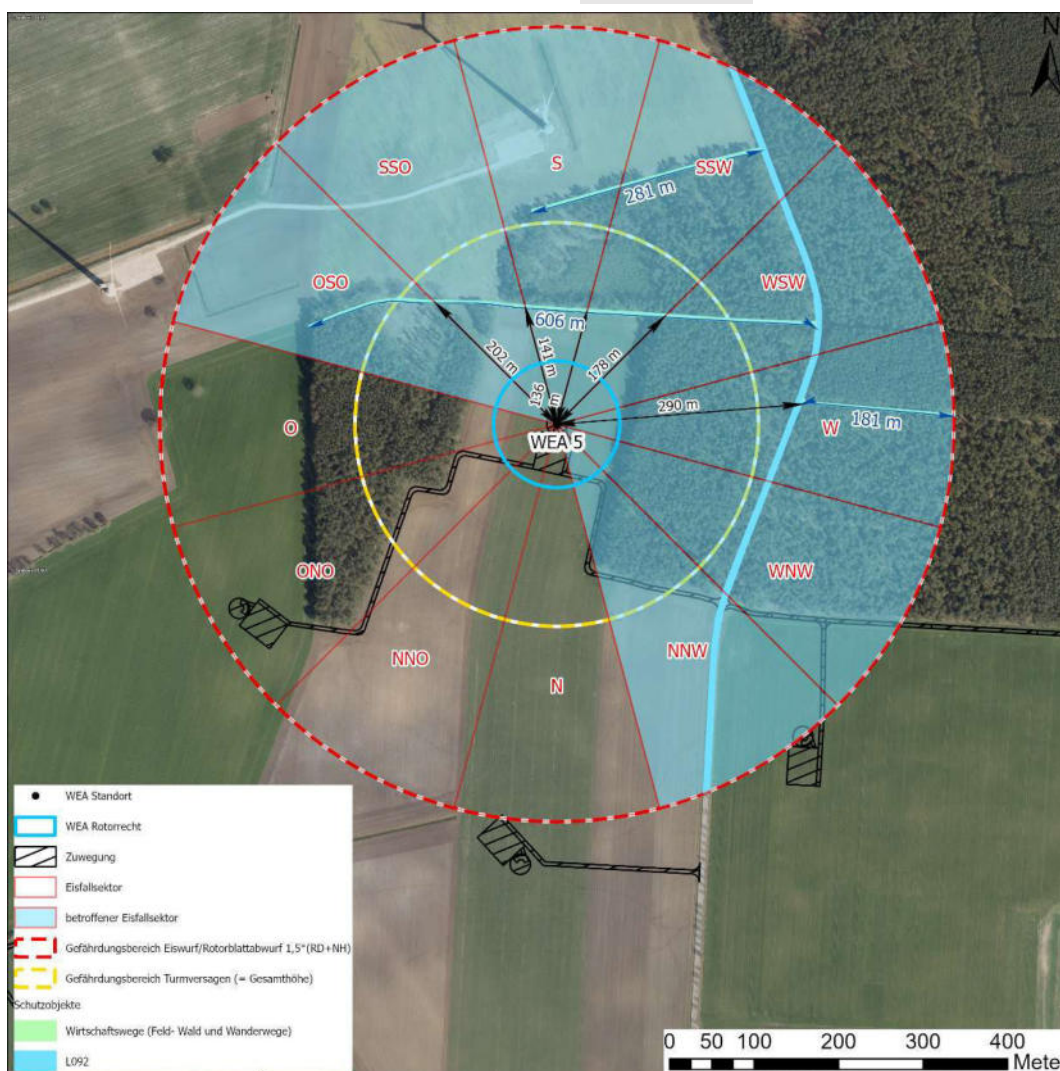 N
SSO
S
SSW
281 m
OSO
WSW
606 m
202 m
141 m
136 m
178 m
290 m
181 m
O
W
WEA 5
ONO
WNW
NNO
N
NNW
WEA Standort
WEA Rotorrecht
Zuwegung
Eisfallsektor
betroffener Eisfallsektor
Gefährdungsbereich Eiswurf/Rotorblattabwurf 1,5*(RD+NH)
Gefährdungsbereich Turmversagen (= Gesamthöhe)
Schutzobjekte
Wirtschaftswege (Feld- Wald und Wanderwege)
L092
0 50 100 200 300 400
Mete